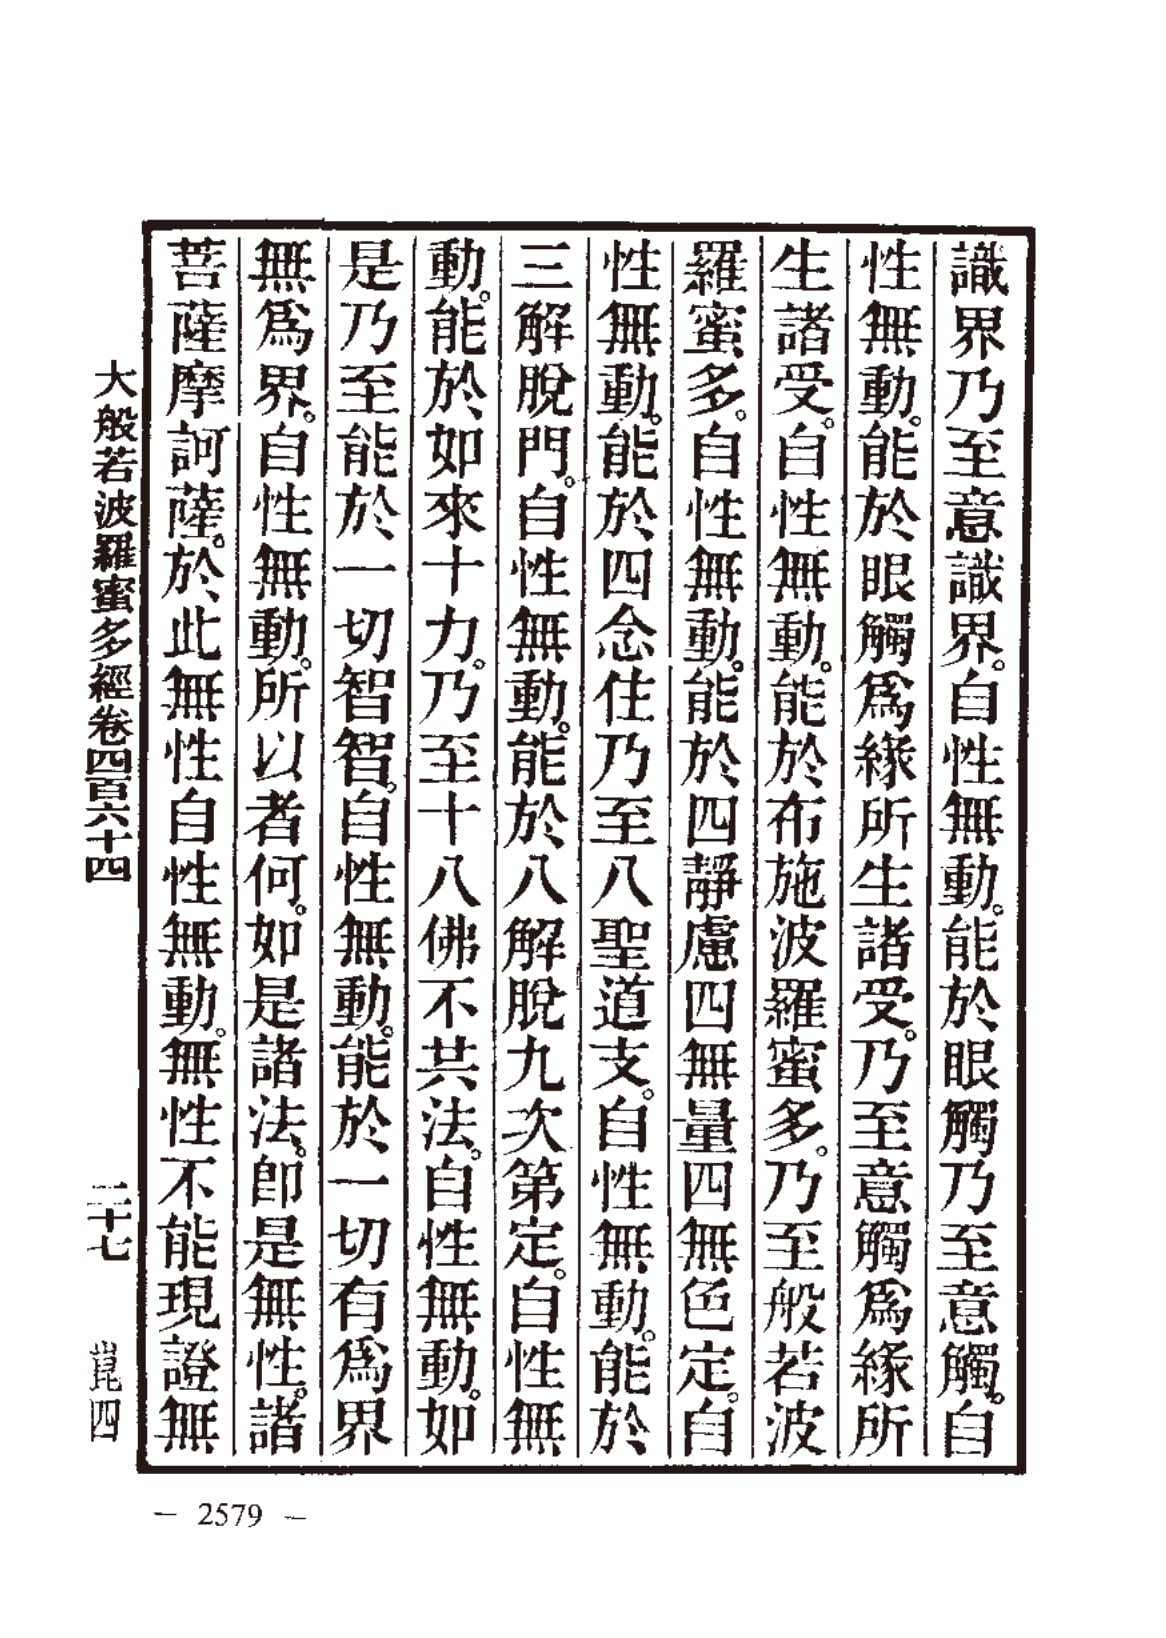 識界乃至意識界。自性無動。能於眼觸乃至意觸。自
性無動。能於眼觸爲緣所生諸受。乃至意觸爲緣所
生諸受。自性無動。能於布施波羅蜜多。乃至般若波
羅蜜多。自性無動。能於四靜慮四無量四無色定。自
性無動。能於四念住乃至八聖道支。自性無動。能於
三解脫門。自性無動。能於八解脫九次第定。自性無
動。能於如來十力。乃至十八佛不共法。自性無動。如
是乃至能於一切智智。自性無動。能於一切有爲界
無爲界。自性無動。所以者何。如是諸法。卽是無性。諸
菩薩摩訶薩。於此無性自性無動。無性不能現證無
大般若波羅蜜多經卷四百六十四 二十七 崑四
— 2579 —